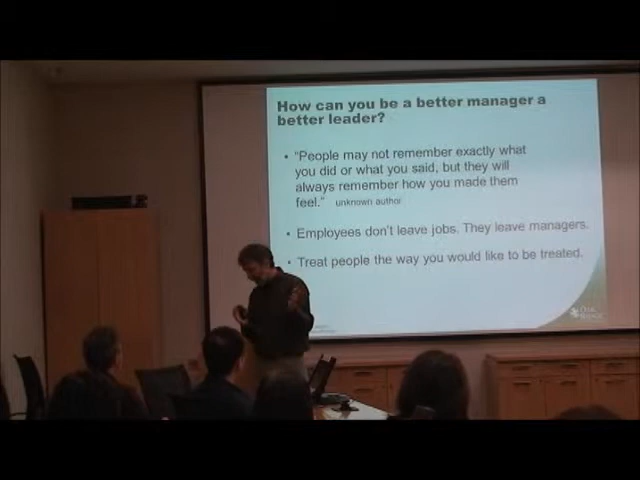 How can you be a better manager a
better leader?
• "People may not remember exactly what
you did or what you said, but they will
always remember how you made them
feel." unknown author
• Employees don't leave jobs. They leave managers.
• Treat people the way you would like to be treated.
OAK
RIDGE